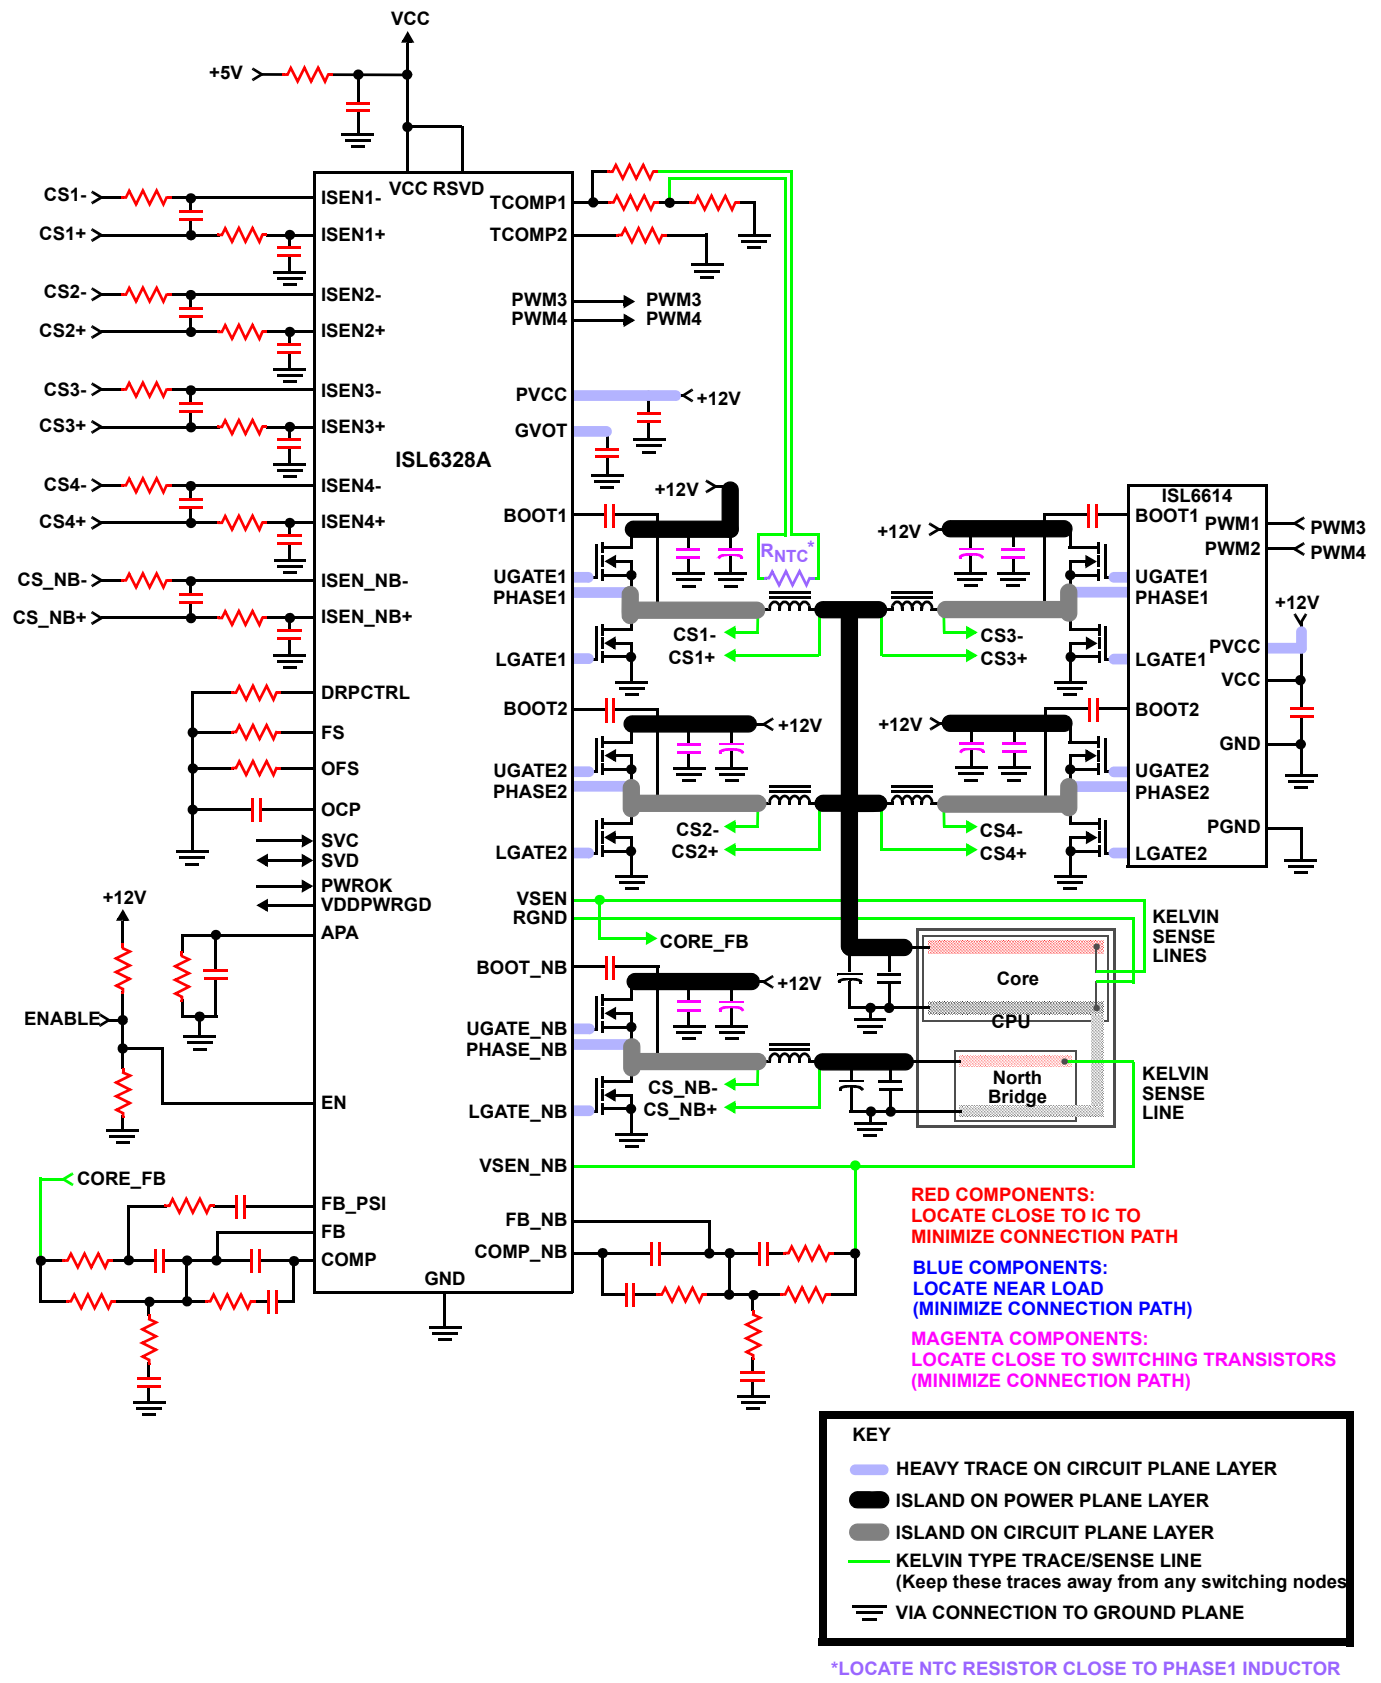 VCC
+5V
VCC RSVD
CS1-
ISEN1-
CS1+
ISEN1+
CS2-
ISEN2-
CS2+
ISEN2+
CS3-
ISEN3-
CS3+
ISEN3+
CS4-
ISEN4-
CS4+
ISEN4+
CS_NB-
ISEN_NB-
CS_NB+
ISEN_NB+
DRPCTRL
FS
OFS
OCP
SVC
SVD
PWROK
VDDPWRGD
+12V
APA
ENABLE
EN
CORE_FB
FB_PSI
FB
COMP
GND
ISL6328A
TCOMP1
TCOMP2
PWM3
PWM3
PWM4
PWM4
PVCC
+12V
GVOT
+12V
BOOT1
UGATE1
PHASE1
LGATE1
RNTC*
CS1-
CS1+
BOOT2
+12V
UGATE2
PHASE2
LGATE2
CS2-
CS2+
VSEN
RGND
CORE_FB
BOOT_NB
+12V
UGATE_NB
PHASE_NB
LGATE_NB
CS_NB-
CS_NB+
VSEN_NB
FB_NB
COMP_NB
ISL6614
+12V
BOOT1
PWM1
PWM3
PWM2
PWM4
UGATE1
PHASE1
+12V
CS3-
CS3+
LGATE1
PVCC
VCC
+12V
BOOT2
GND
UGATE2
PHASE2
CS4-
CS4+
PGND
LGATE2
KELVIN
SENSE
LINES
Core
CPU
North
Bridge
KELVIN
SENSE
LINE
RED COMPONENTS:
LOCATE CLOSE TO IC TO
MINIMIZE CONNECTION PATH
BLUE COMPONENTS:
LOCATE NEAR LOAD
(MINIMIZE CONNECTION PATH)
MAGENTA COMPONENTS:
LOCATE CLOSE TO SWITCHING TRANSISTORS
(MINIMIZE CONNECTION PATH)
KEY
HEAVY TRACE ON CIRCUIT PLANE LAYER
ISLAND ON POWER PLANE LAYER
ISLAND ON CIRCUIT PLANE LAYER
KELVIN TYPE TRACE/SENSE LINE
(Keep these traces away from any switching nodes
VIA CONNECTION TO GROUND PLANE
*LOCATE NTC RESISTOR CLOSE TO PHASE1 INDUCTOR